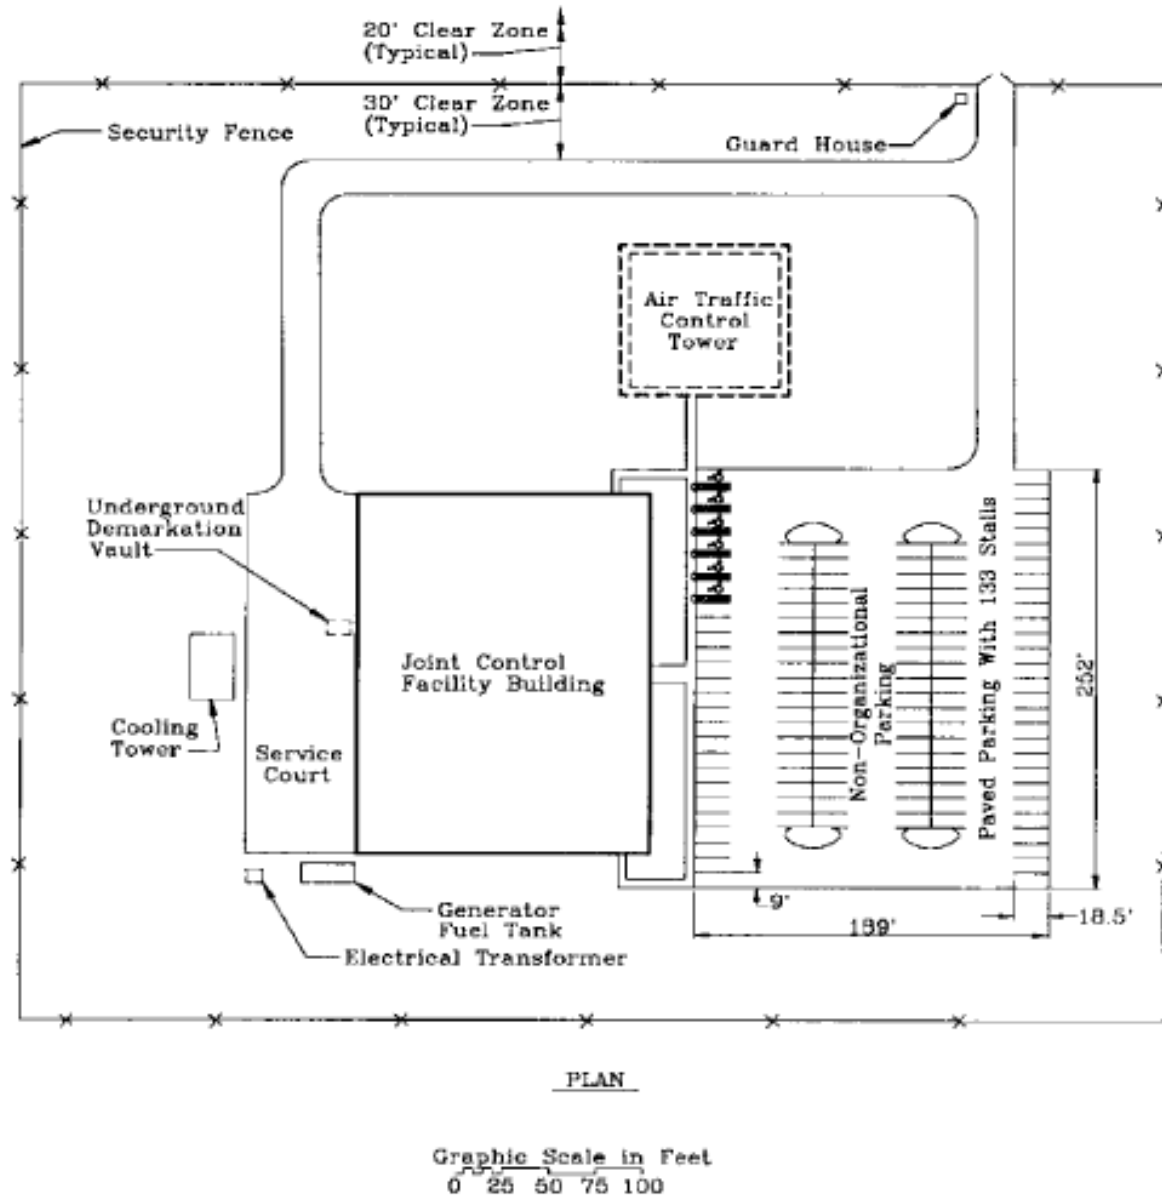 20' Clear Zone
(Typical)
30' Clear Zone
(Typical)
Security Fence
Guard House
Air Traffic
Control
Tower
Underground
Demarkation
Vault
Joint Control
Facility Building
Cooling
Tower
Service
Court
Non-Organizational
Parking
Paved Parking With 133 Stalls
252'
9'
189'
18.5'
Generator
Fuel Tank
Electrical Transformer
PLAN
Graphic Scale in Feet
0 25 50 75 100